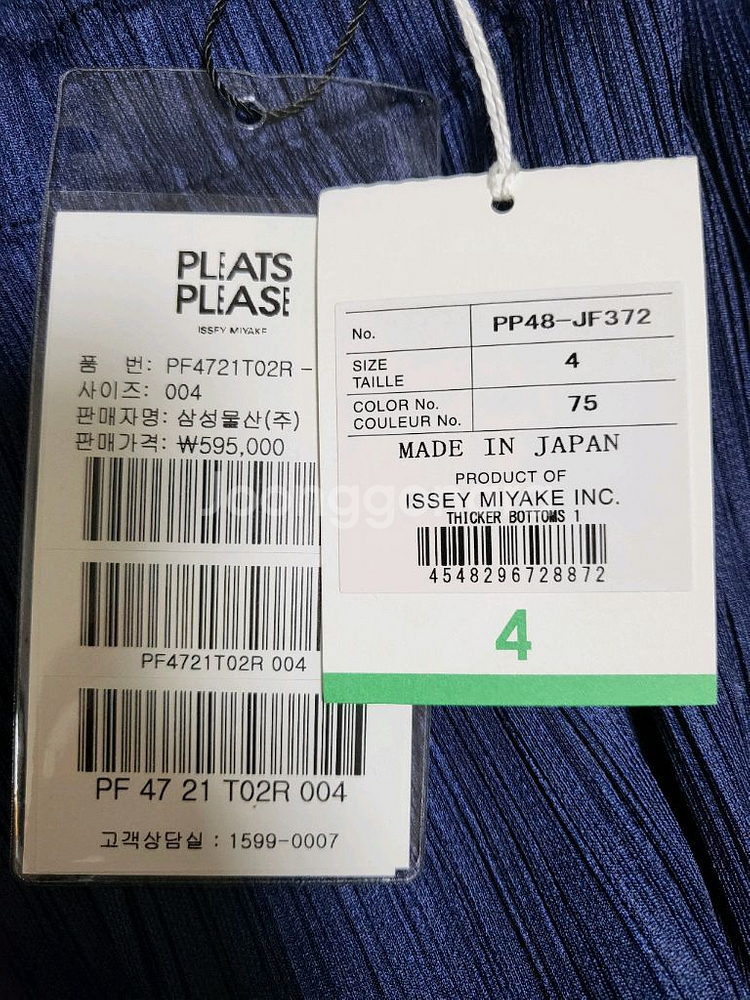 PLEATS
PLEASE
ISSEY MIYAKE
품 번: PF4721T02R -
사이즈: 004
판매자명: 삼성물산(주)
판매가격: ₩595,000
PF4721T02R 004
PF 47 21 T02R 004
고객상담실 : 1599-0007
No. PP48-JF372
SIZE
TAILLE 4
COLOR No.
COULEUR No. 75
MADE IN JAPAN
PRODUCT OF
ISSEY MIYAKE INC.
THICKER BOTTOMS 1
4548296728872
4